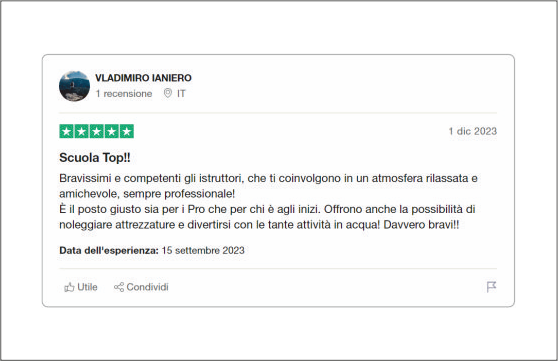 VLADIMIRO IANIERO
1 recensione IT
1 dic 2023
Scuola Top!!
Bravissimi e competenti gli istruttori, che ti coinvolgono in un atmosfera rilassata e
amichevole, sempre professionale!
È il posto giusto sia per i Pro che per chi è agli inizi. Offrono anche la possibilità di
noleggiare attrezzature e divertirsi con le tante attività in acqua! Davvero bravi!!
Data dell'esperienza: 15 settembre 2023
Utile Condividi